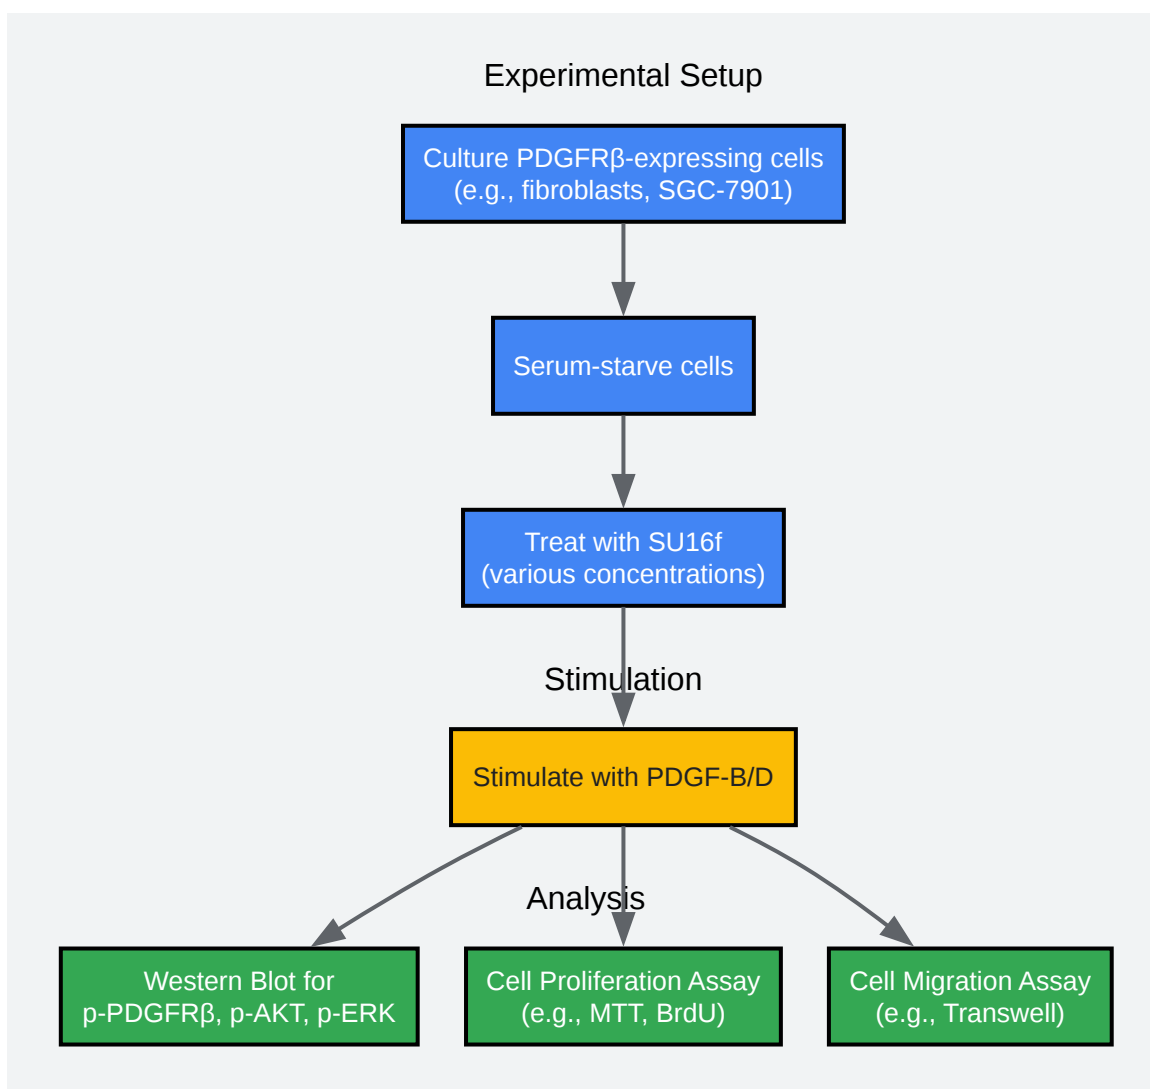 Experimental Setup
Culture PDGFRβ-expressing cells
(e.g., fibroblasts, SGC-7901)
Serum-starve cells
Treat with SU16f
(various concentrations)
Stimulation
Stimulate with PDGF-B/D
Analysis
Western Blot for
p-PDGFRβ, p-AKT, p-ERK
Cell Proliferation Assay
(e.g., MTT, BrdU)
Cell Migration Assay
(e.g., Transwell)